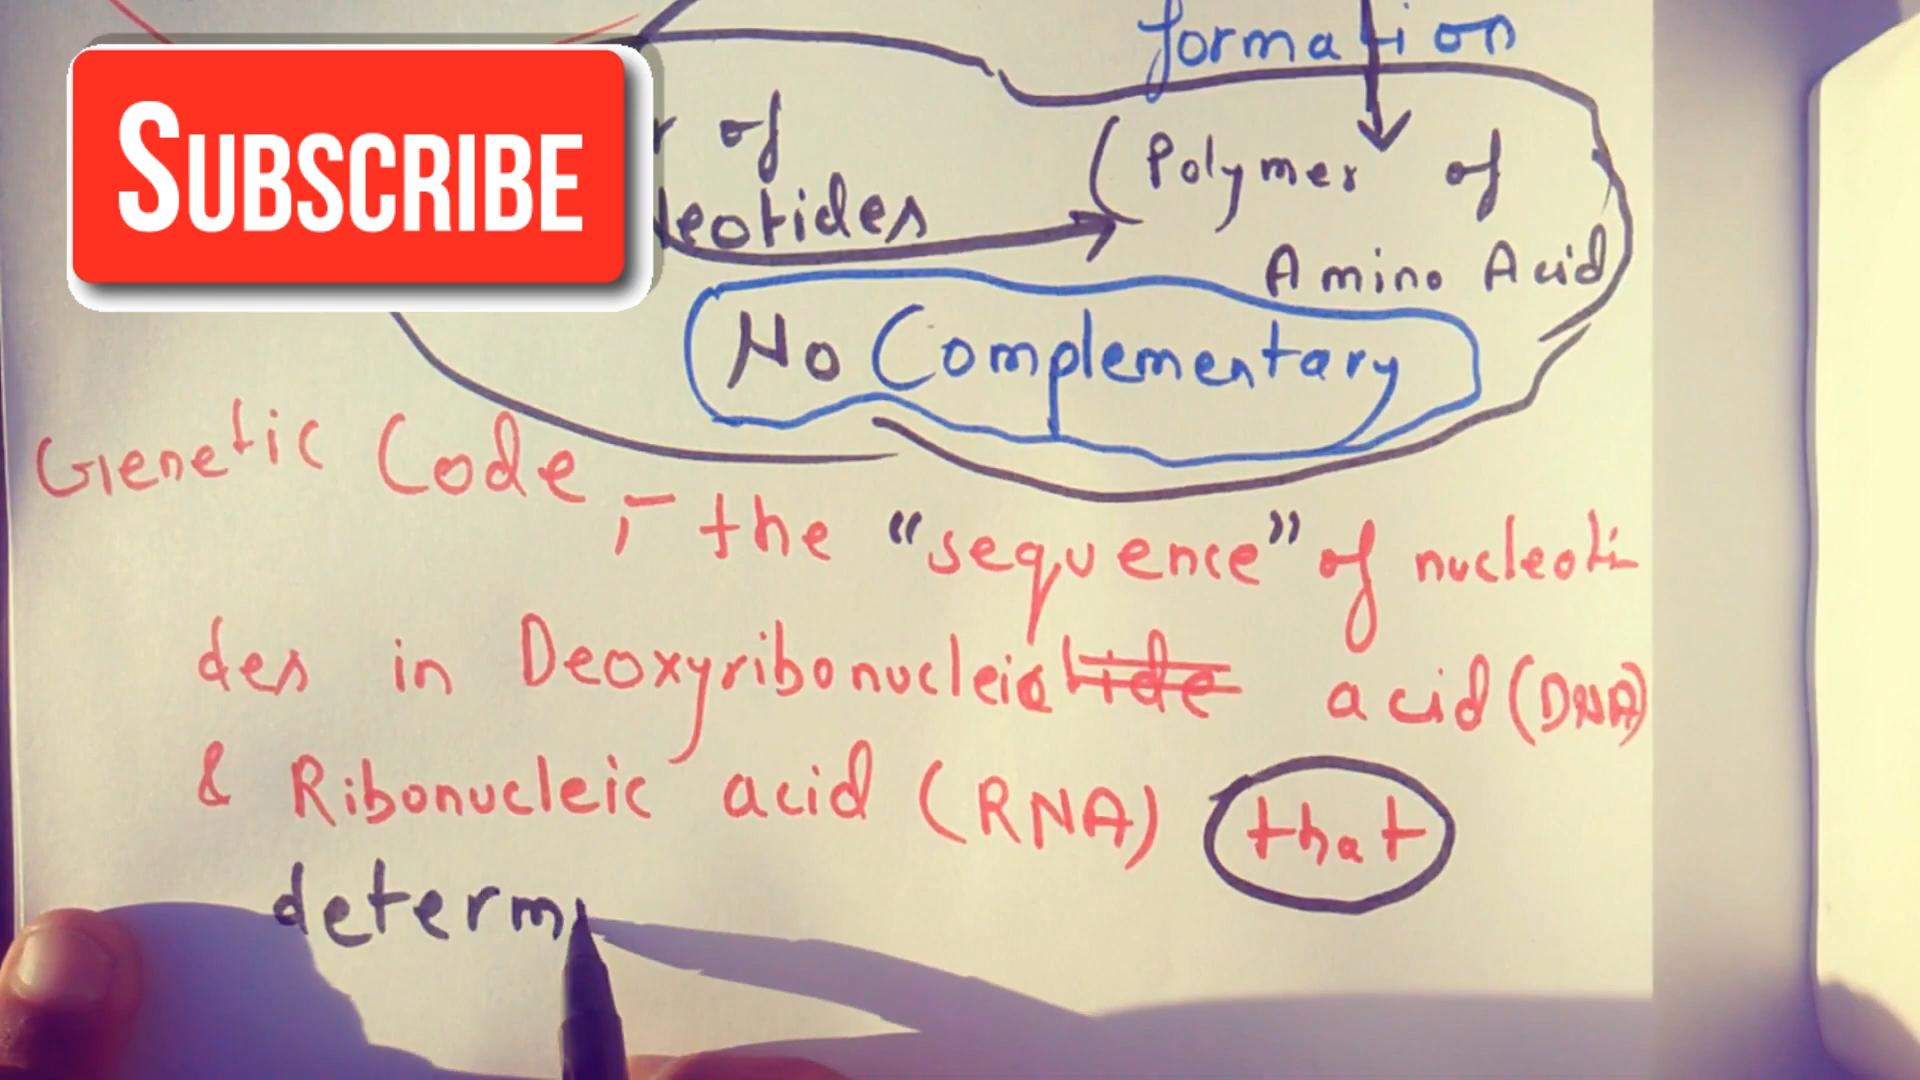 formation
SUBSCRIBE
of
(Polymer of
leotides
Amino Acid
No Complementary
Genetic Code,- the "sequence" of nucleoti
des in Deoxyribonucleic acid (DNA)
& Ribonucleic acid (RNA) that
determ